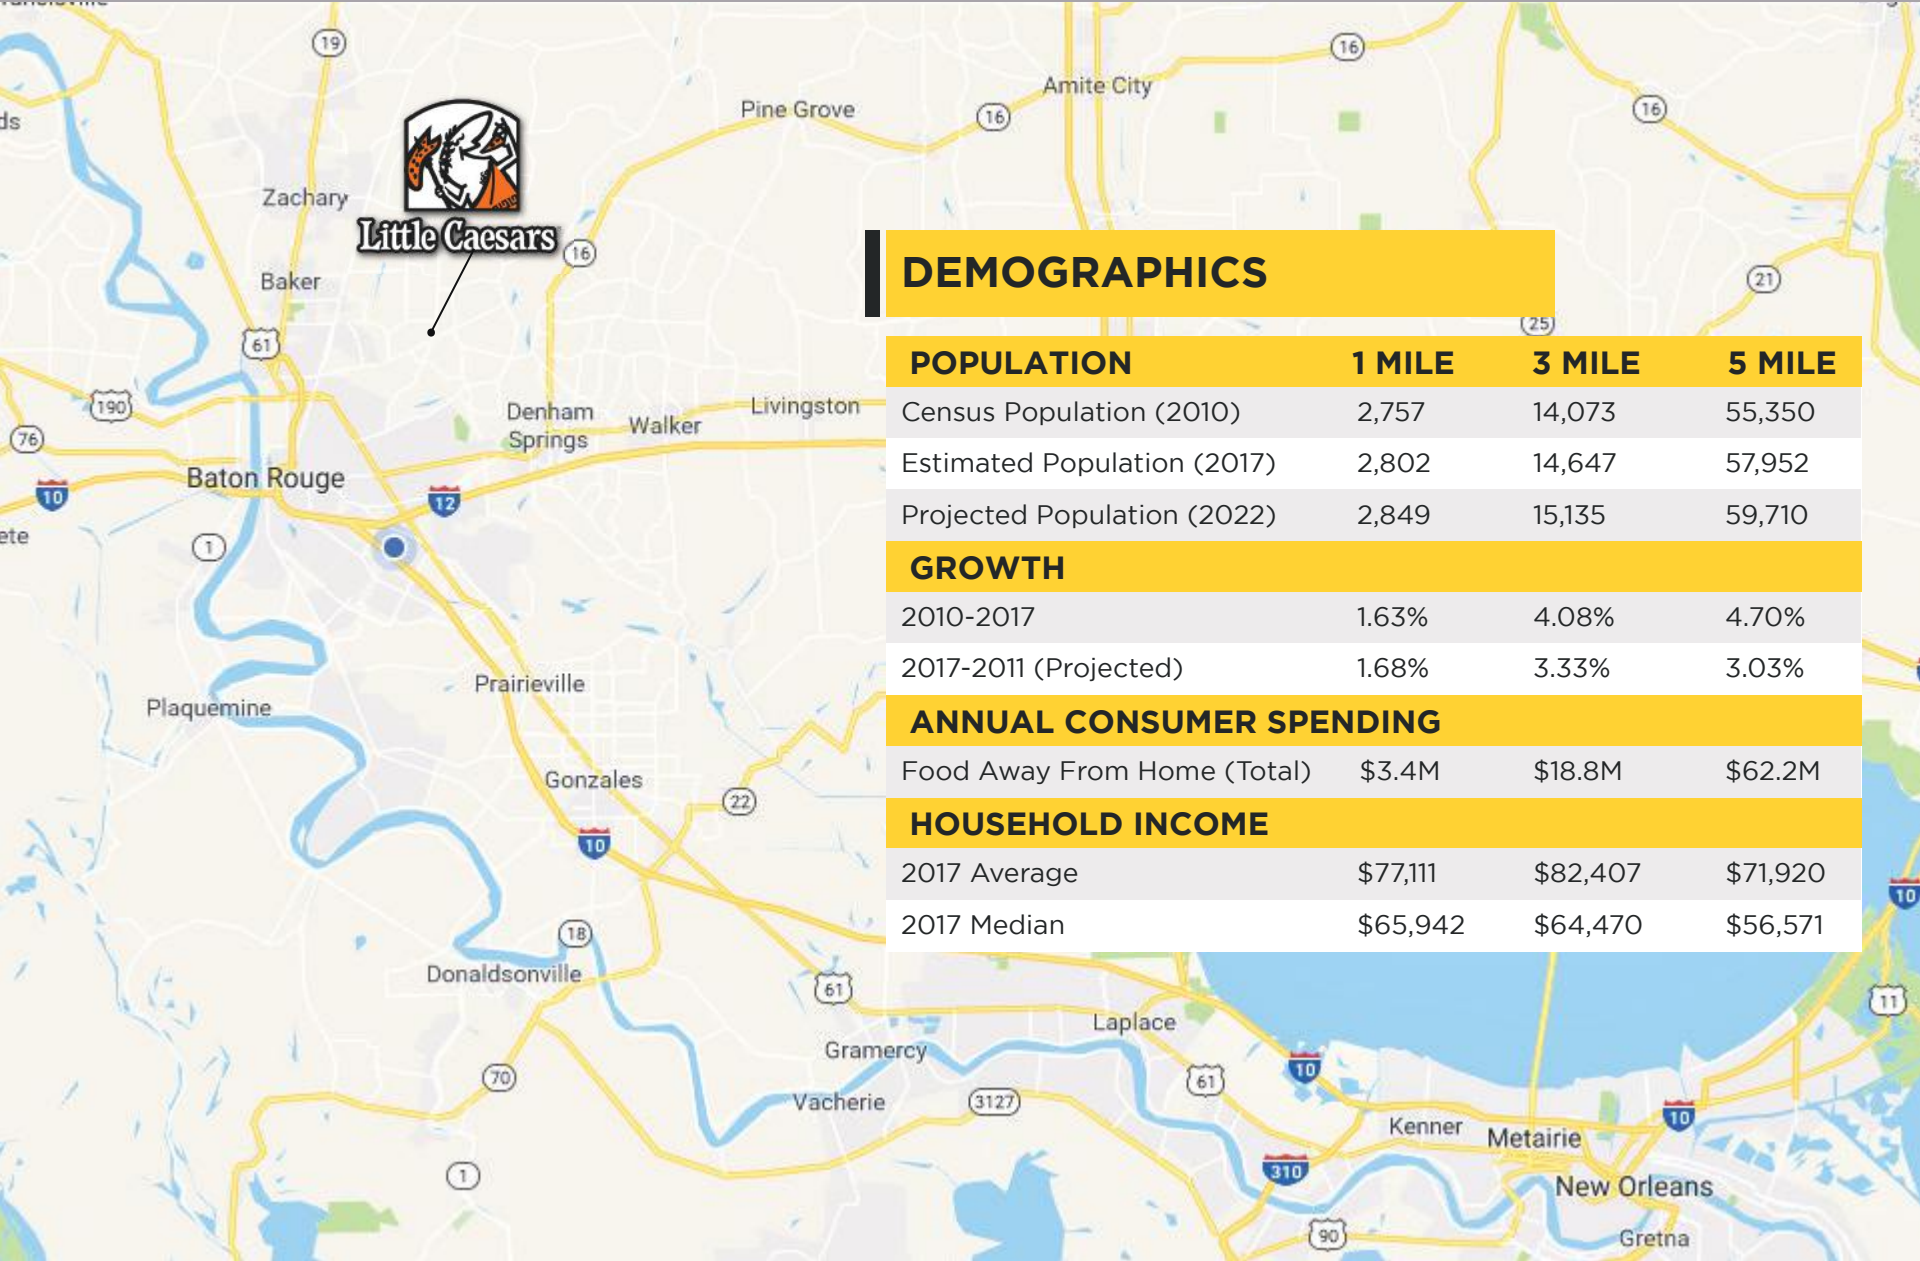 19
16
Amite City
16
Pine Grove
16
ds
Zachary
Little Caesars
16
Baker
21
DEMOGRAPHICS
25
61
POPULATION 1 MILE 3 MILE 5 MILE
190
Denham
Springs
Walker
Livingston
Census Population (2010) 2,757 14,073 55,350
76
Estimated Population (2017) 2,802 14,647 57,952
Baton Rouge
10
12
Projected Population (2022) 2,849 15,135 59,710
ete
1
GROWTH
2010-2017 1.63% 4.08% 4.70%
2017-2011 (Projected) 1.68% 3.33% 3.03%
Prairieville
Plaquemine
ANNUAL CONSUMER SPENDING
Food Away From Home (Total) $3.4M $18.8M $62.2M
Gonzales
22
HOUSEHOLD INCOME
10
2017 Average $77,111 $82,407 $71,920
10
2017 Median $65,942 $64,470 $56,571
18
Donaldsonville
61
11
Laplace
Gramercy
10
70
61
Vacherie
3127
10
Kenner
Metairie
1
310
New Orleans
90
Gretna